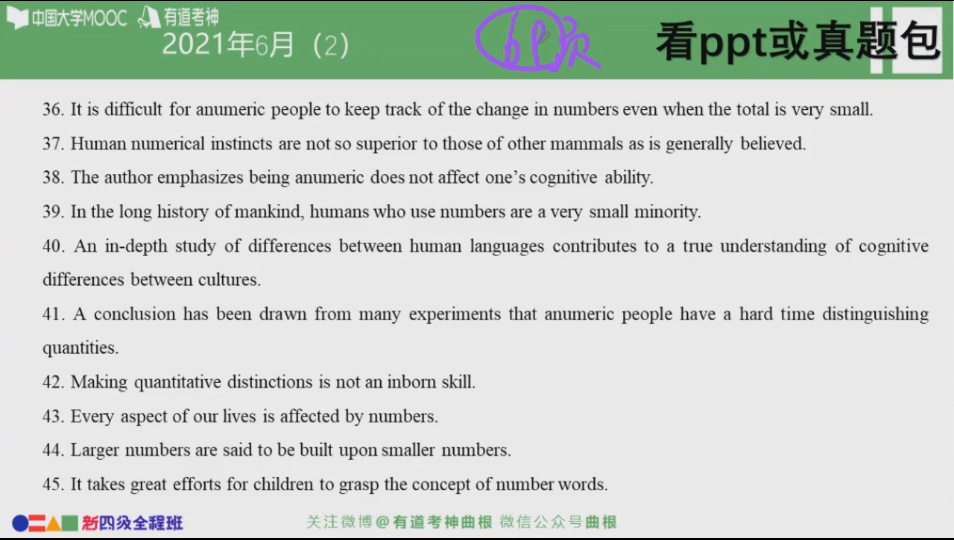 中国大学MOOC 有道考神
2021年6月（2）
看ppt或真题包
36. It is difficult for anumeric people to keep track of the change in numbers even when the total is very small.
37. Human numerical instincts are not so superior to those of other mammals as is generally believed.
38. The author emphasizes being anumeric does not affect one's cognitive ability.
39. In the long history of mankind, humans who use numbers are a very small minority.
40. An in-depth study of differences between human languages contributes to a true understanding of cognitive
differences between cultures.
41. A conclusion has been drawn from many experiments that anumeric people have a hard time distinguishing
quantities.
42. Making quantitative distinctions is not an inborn skill.
43. Every aspect of our lives is affected by numbers.
44. Larger numbers are said to be built upon smaller numbers.
45. It takes great efforts for children to grasp the concept of number words.
新四级全程班
关注微博@有道考神曲根 微信公众号曲根